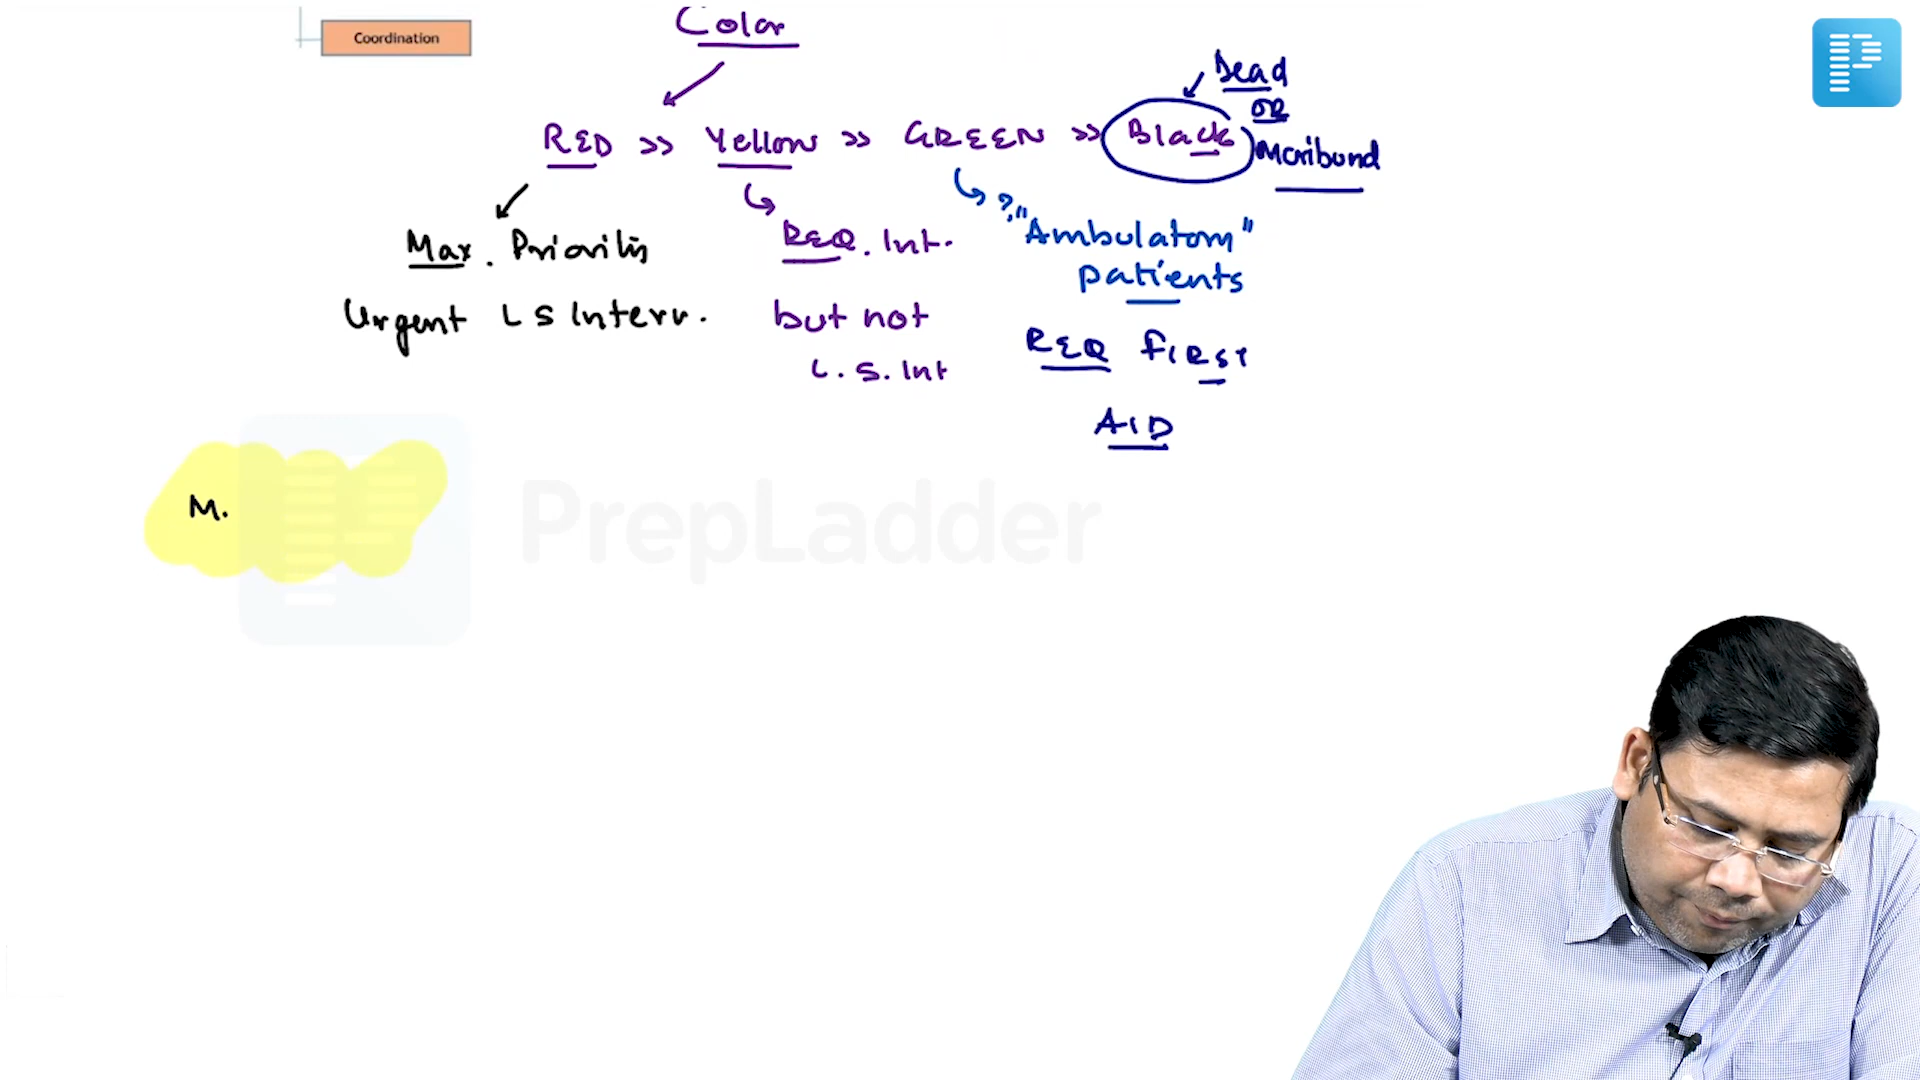 Coordination
Color
Dead
OR
RED >> Yellow >> GREEN >> Black
Moribund
Max. Priority
REQ. Int.
?"Ambulatory"
patients
Urgent LS Interv.
but not
L. S. Int
REQ FIRST
AID
M.
PrepLadder